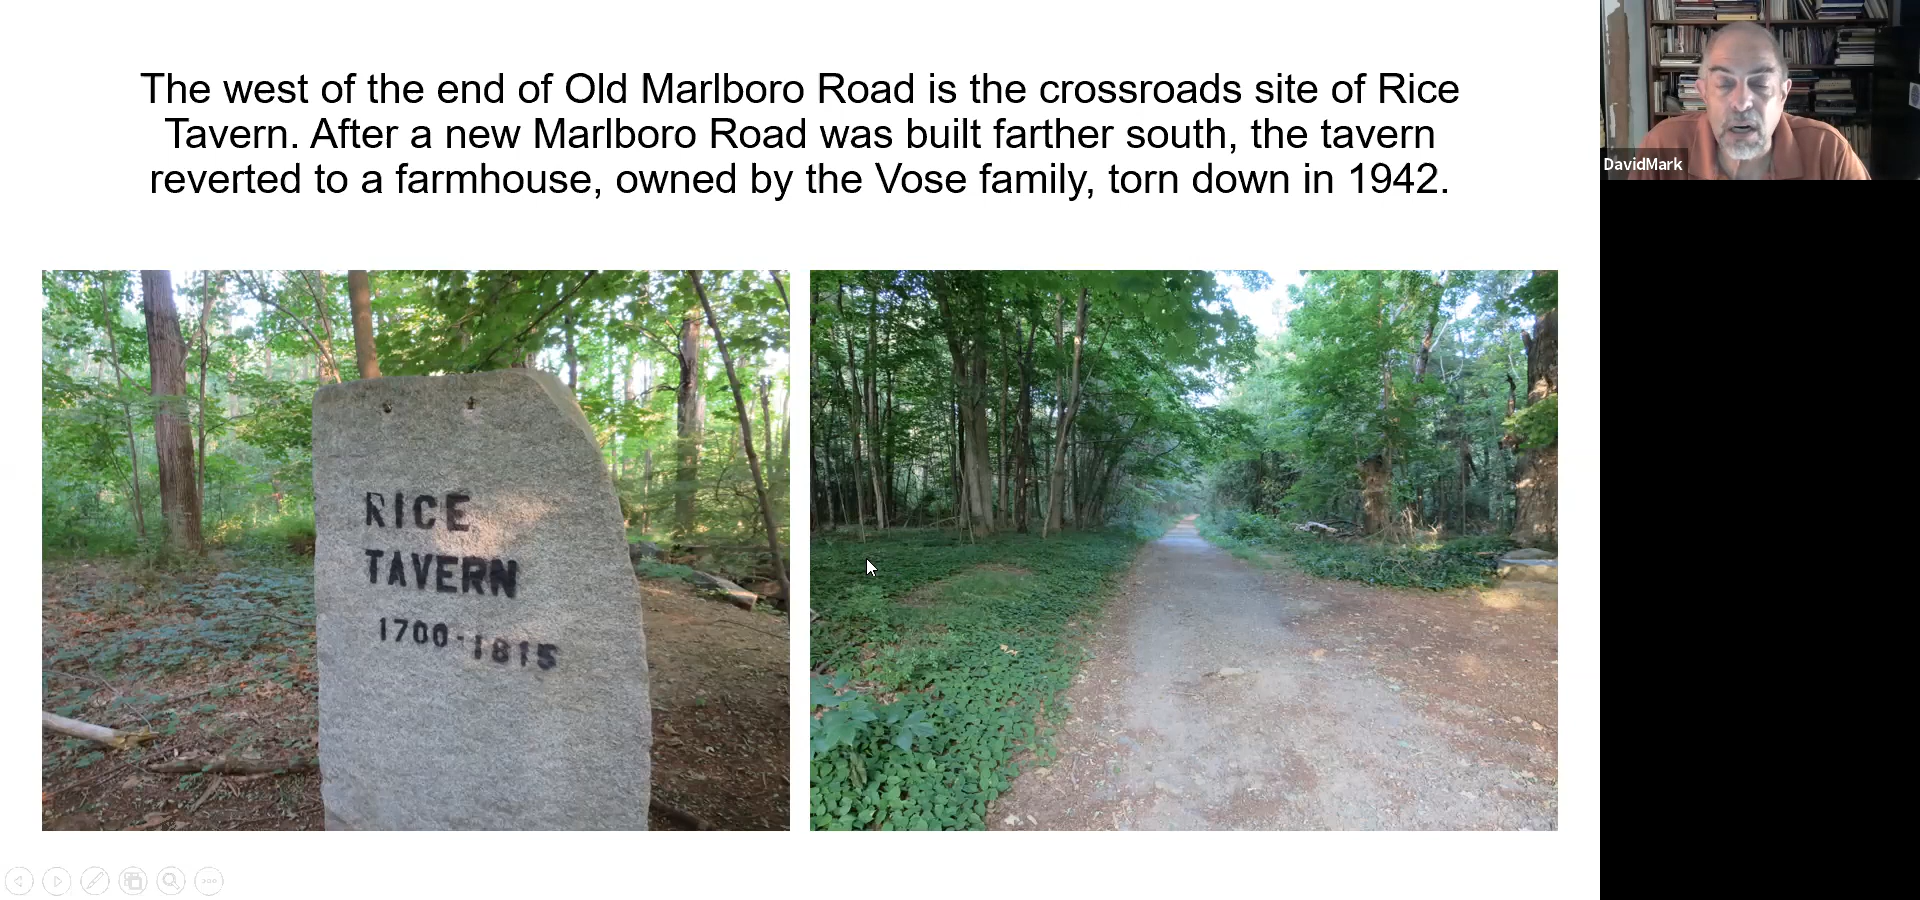 The west of the end of Old Marlboro Road is the crossroads site of Rice
Tavern. After a new Marlboro Road was built farther south, the tavern
reverted to a farmhouse, owned by the Vose family, torn down in 1942.
RICE
TAVERN
1700-1815
DavidMark